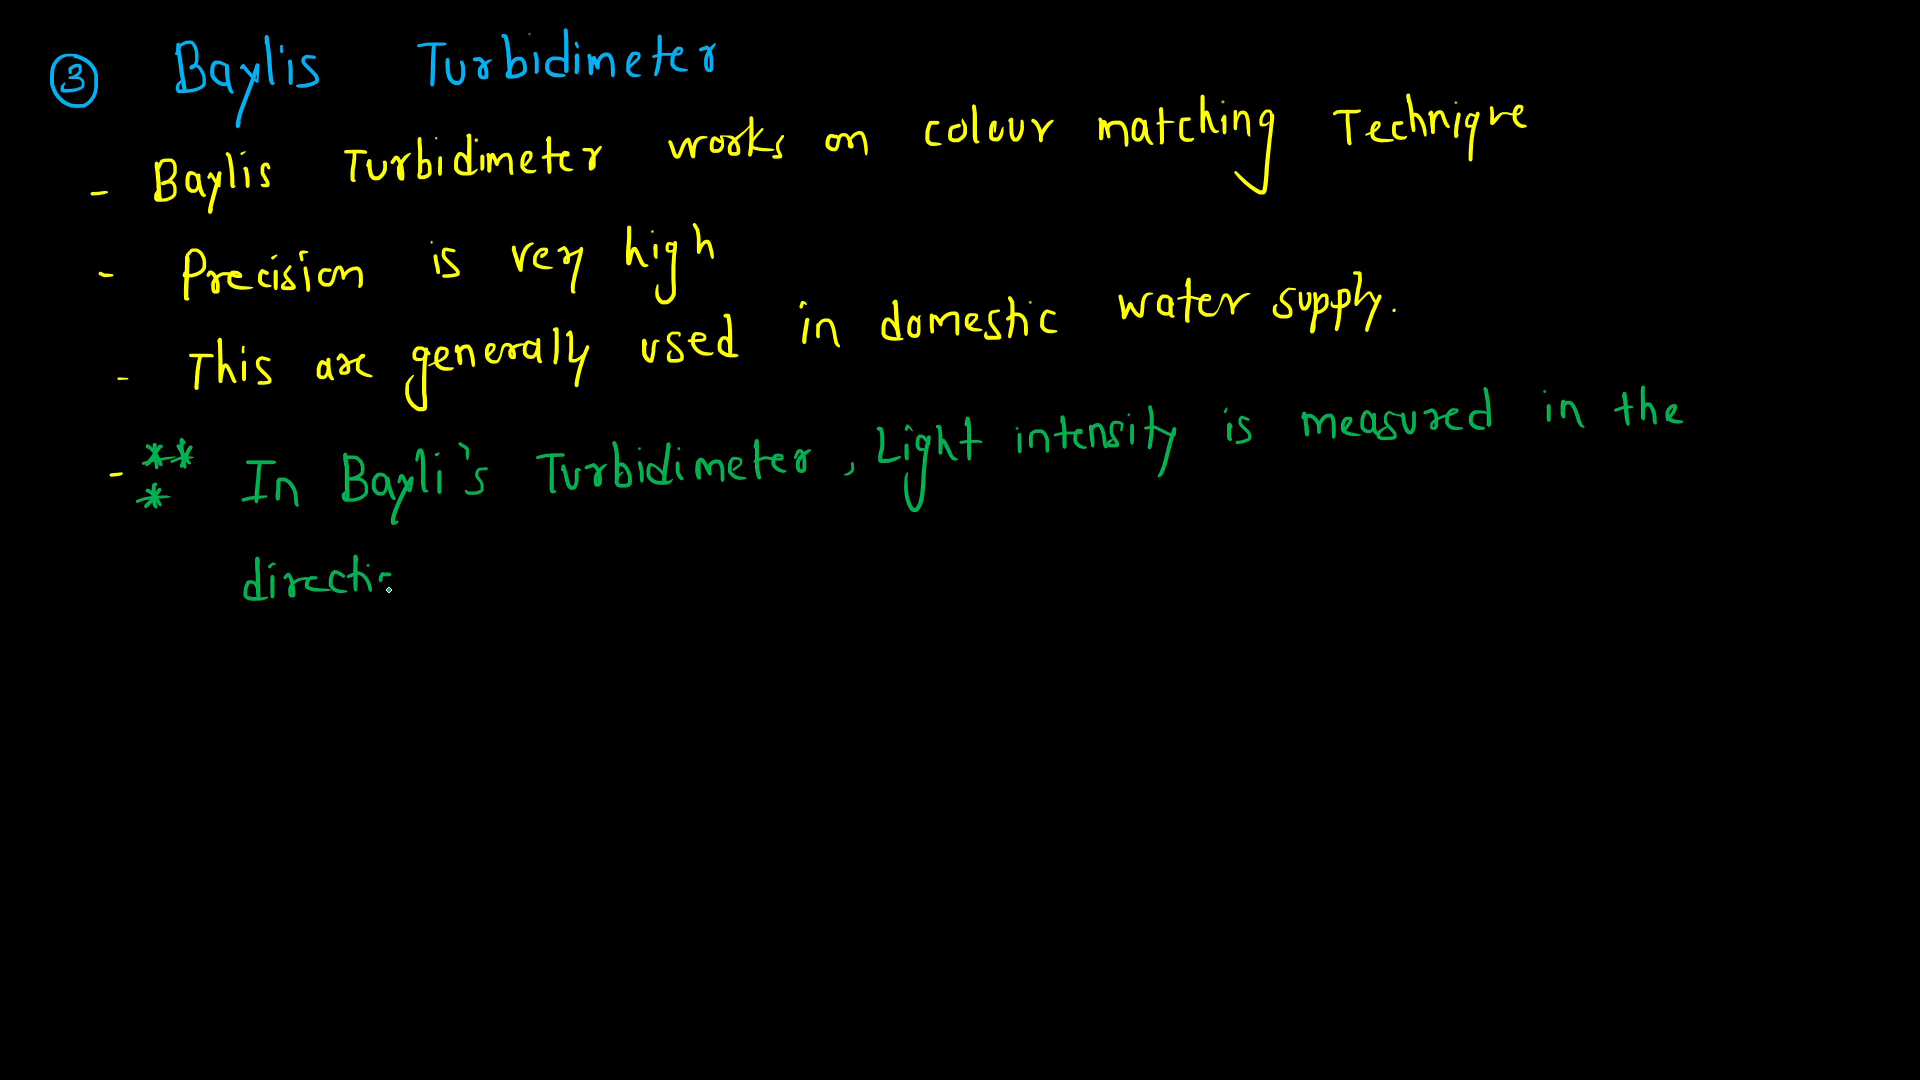 ③ Baylis Turbidimeter
- Baylis Turbidimeter works on colour matching Technique
- Precision is very high
- This are generally used in domestic water supply.
- *** In Bayli's Turbidimeter, Light intensity is measured in the
directi